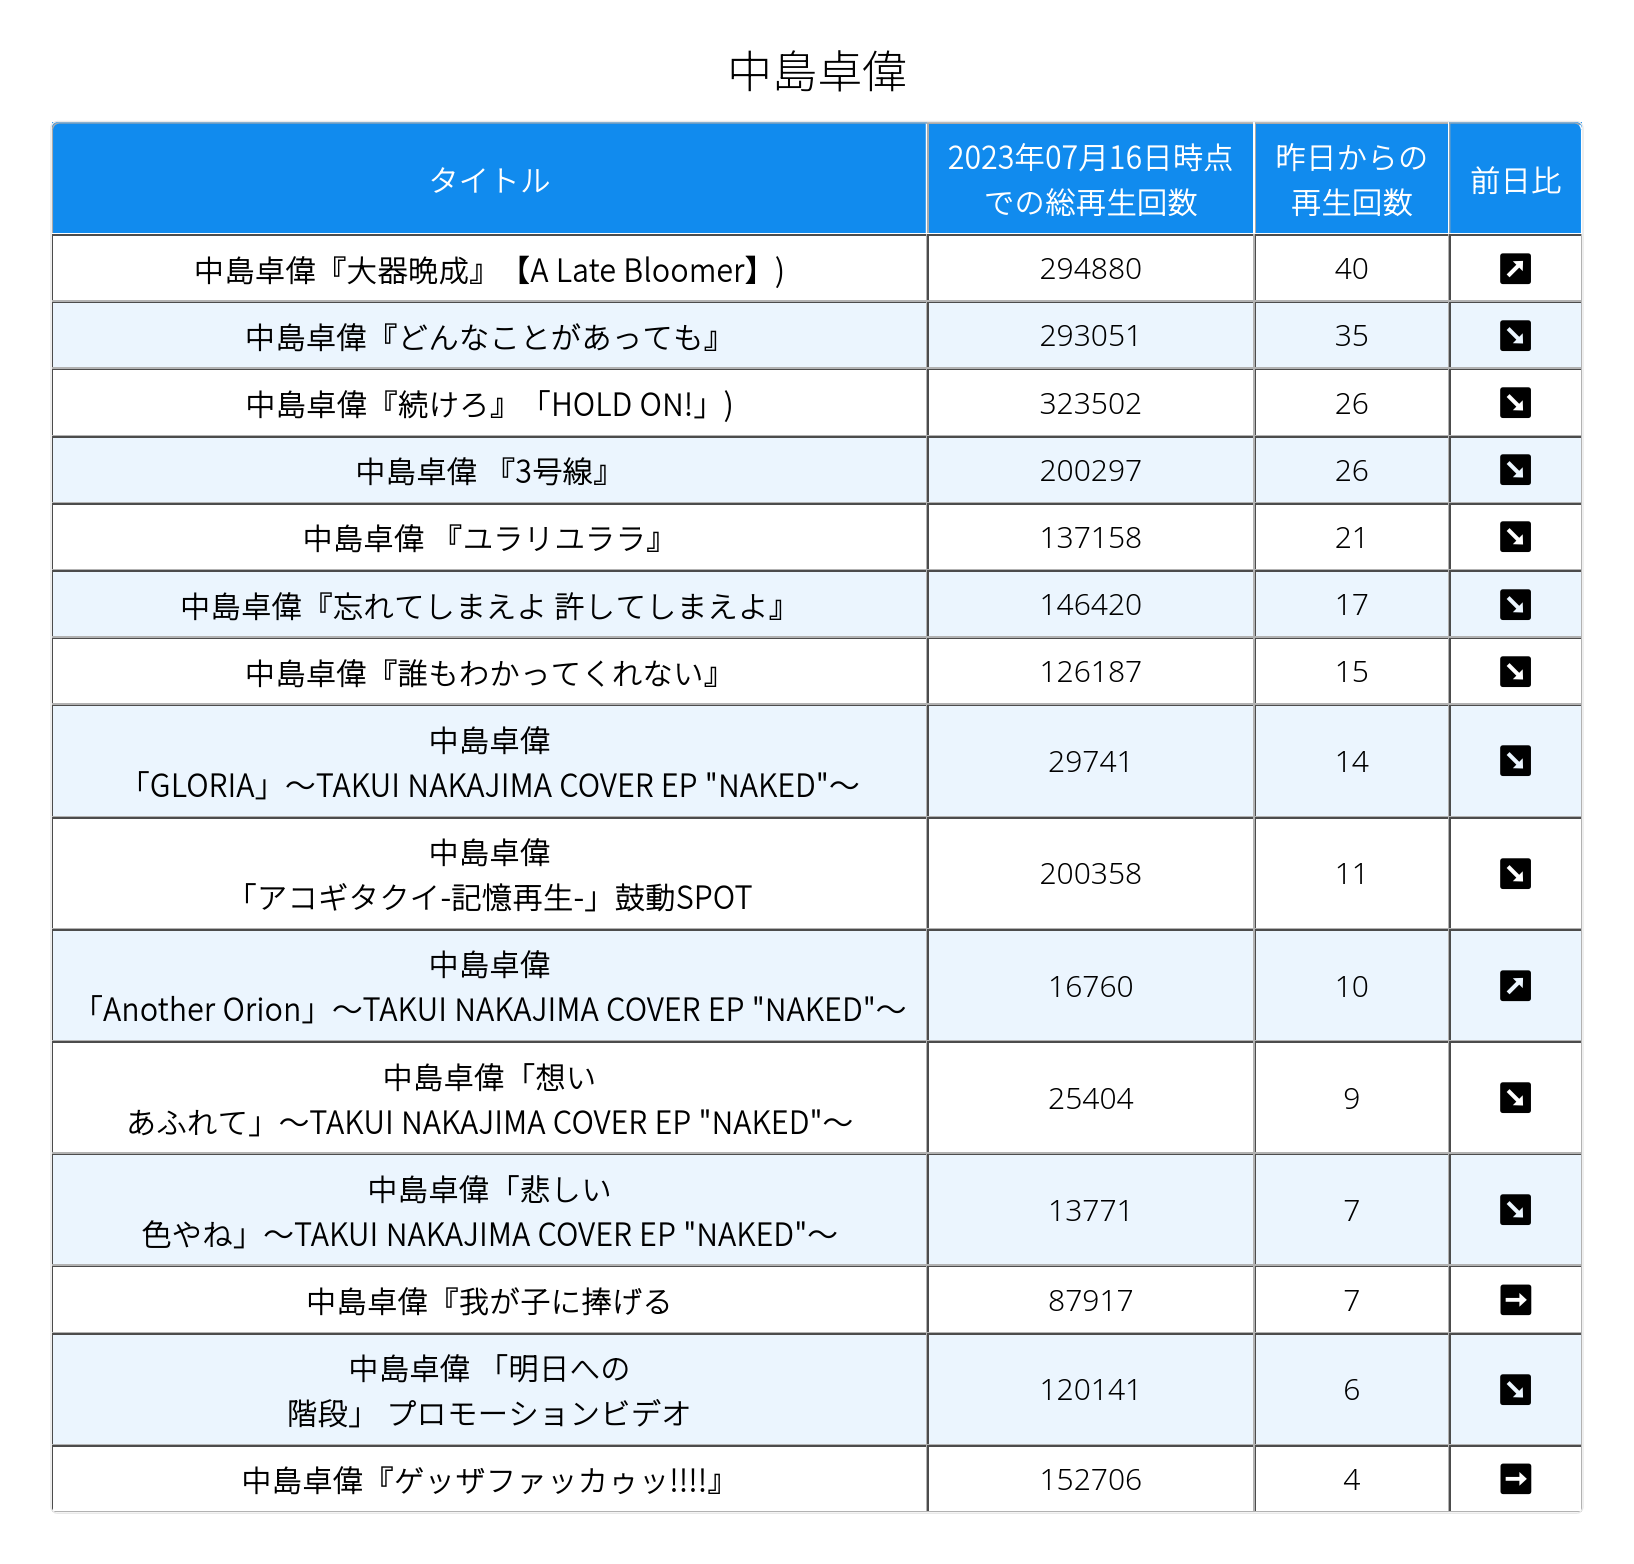 中島卓偉
タイトル
2023年07月16日時点
での総再生回数
昨日からの
再生回数
前日比
中島卓偉『大器晩成』【A Late Bloomer】) 294880 40
中島卓偉『どんなことがあっても』 293051 35
中島卓偉『続けろ』「HOLD ON!」) 323502 26
中島卓偉 『3号線』 200297 26
中島卓偉 『ユラリユララ』 137158 21
中島卓偉『忘れてしまえよ 許してしまえよ』 146420 17
中島卓偉『誰もわかってくれない』 126187 15
中島卓偉
「GLORIA」～TAKUI NAKAJIMA COVER EP "NAKED"～ 29741 14
中島卓偉
「アコギタクイ-記憶再生-」鼓動SPOT 200358 11
中島卓偉
「Another Orion」～TAKUI NAKAJIMA COVER EP "NAKED"～ 16760 10
中島卓偉「想い
あふれて」～TAKUI NAKAJIMA COVER EP "NAKED"～ 25404 9
中島卓偉「悲しい
色やね」～TAKUI NAKAJIMA COVER EP "NAKED"～ 13771 7
中島卓偉『我が子に捧げる 87917 7
中島卓偉 「明日への
階段」 プロモーションビデオ 120141 6
中島卓偉『ゲッザファッカゥッ!!!!』 152706 4